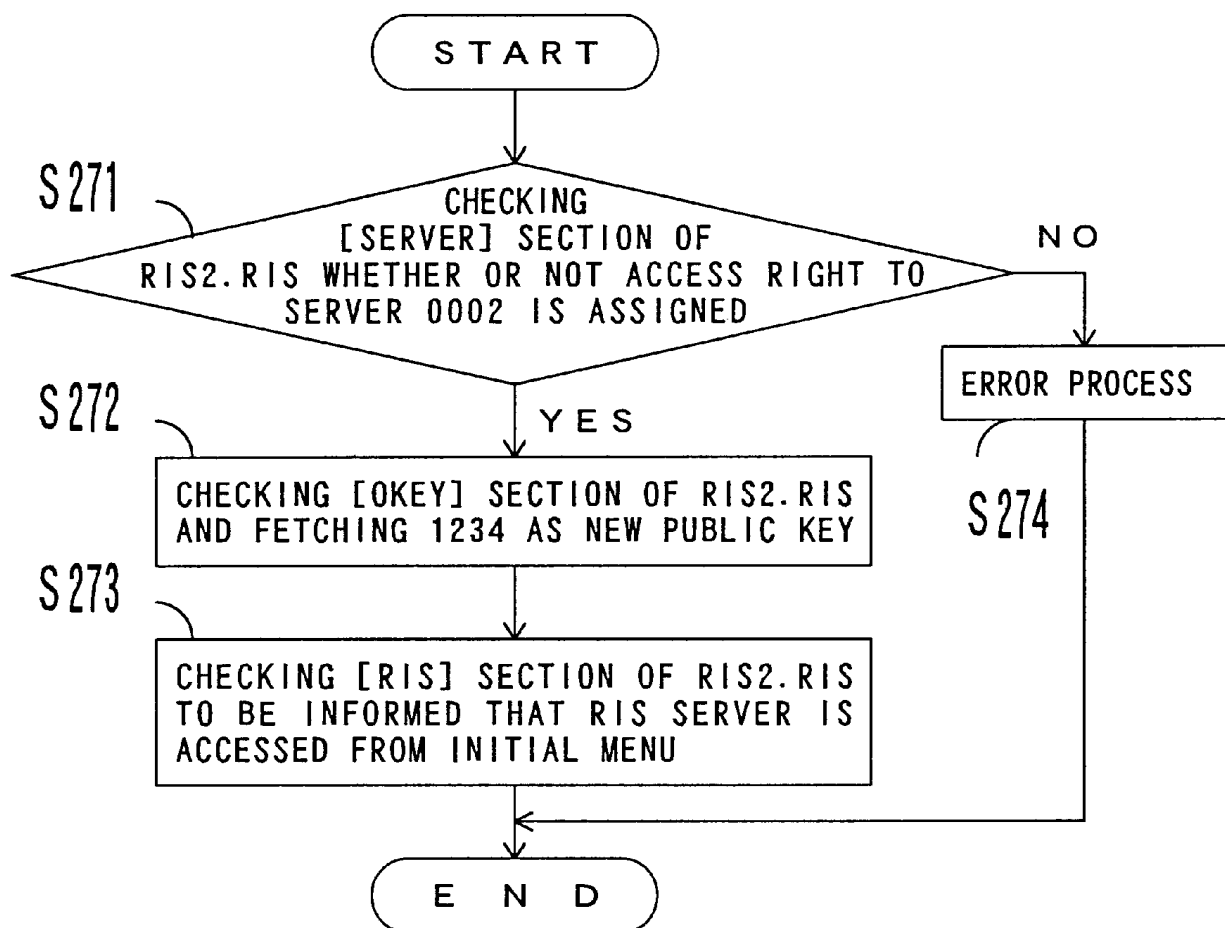 START
S271
CHECKING
[SERVER] SECTION OF
RIS2.RIS WHETHER OR NOT ACCESS RIGHT TO
SERVER 0002 IS ASSIGNED
NO
ERROR PROCESS
S274
YES
S272
CHECKING [OKEY] SECTION OF RIS2.RIS
AND FETCHING 1234 AS NEW PUBLIC KEY
S273
CHECKING [RIS] SECTION OF RIS2.RIS
TO BE INFORMED THAT RIS SERVER IS
ACCESSED FROM INITIAL MENU
END